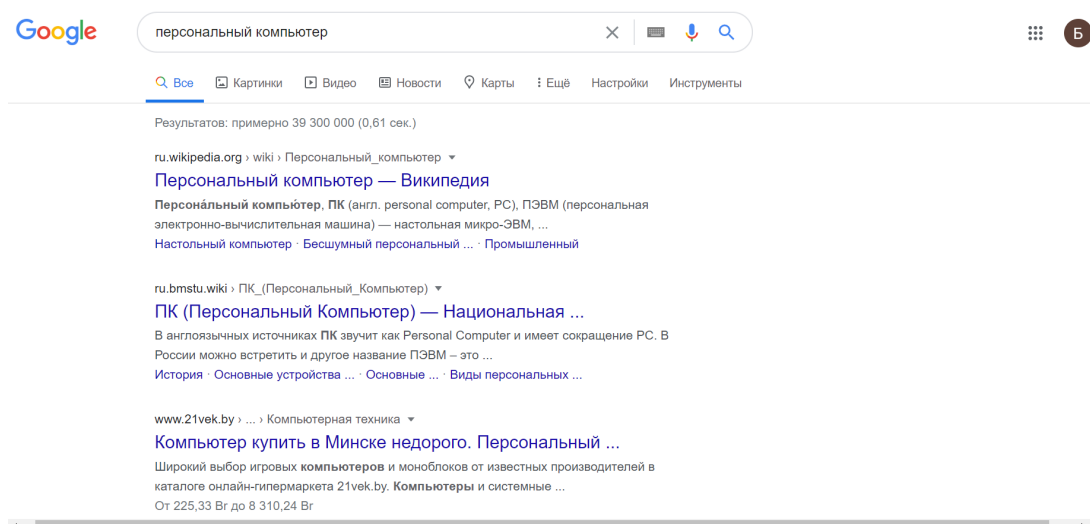 Google
персональный компьютер
Все Картинки Видео Новости Карты Ещё Настройки Инструменты
Б
Результатов: примерно 39 300 000 (0,61 сек.)
ru.wikipedia.org › wiki › Персональный_компьютер
Персональный компьютер — Википедия
Персона́льный компью́тер, ПК (англ. personal computer, PC), ПЭВМ (персональная
электронно-вычислительная машина) — настольная микро-ЭВМ, ...
Настольный компьютер · Бесшумный персональный ... · Промышленный
ru.bmstu.wiki › ПК_(Персональный_Компьютер)
ПК (Персональный Компьютер) — Национальная ...
В англоязычных источниках ПК звучит как Personal Computer и имеет сокращение PC. В
России можно встретить и другое название ПЭВМ – это ...
История · Основные устройства ... · Основные ... · Виды персональных ...
www.21vek.by › ... › Компьютерная техника
Компьютер купить в Минске недорого. Персональный ...
Широкий выбор игровых компьютеров и моноблоков от известных производителей в
каталоге онлайн-гипермаркета 21vek.by. Компьютеры и системные ...
От 225,33 Br до 8 310,24 Br